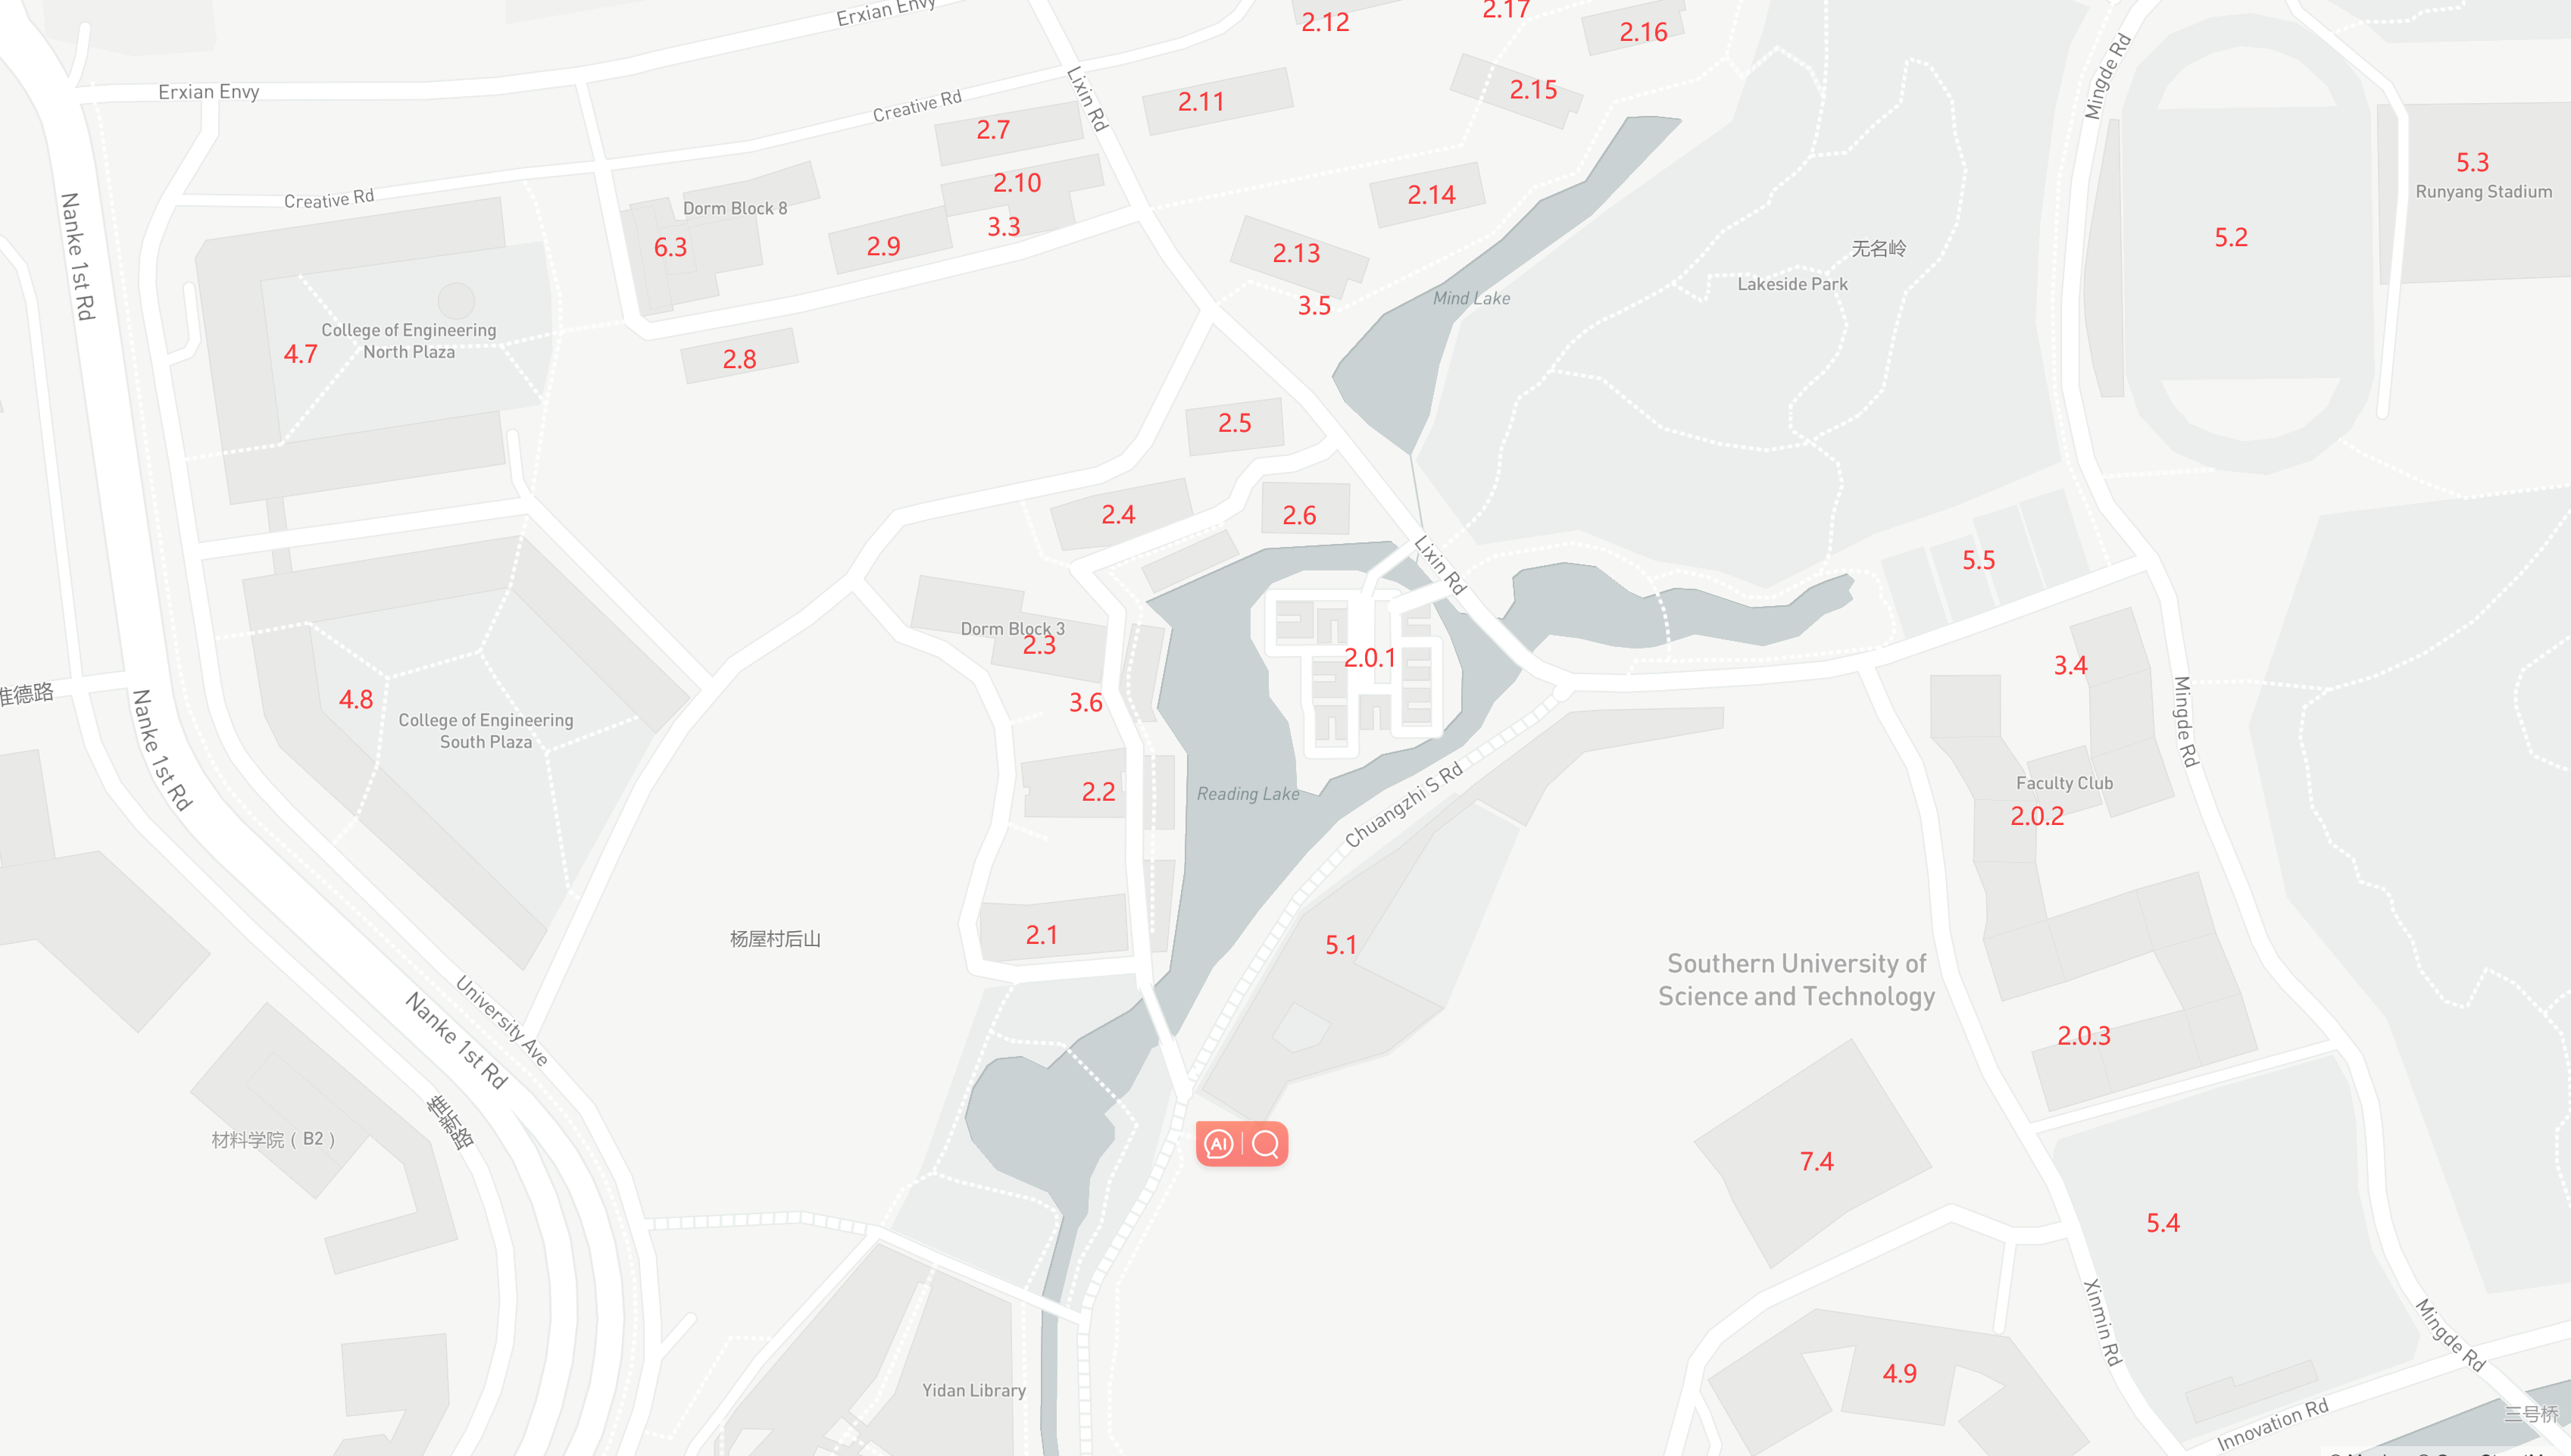 Erxian Envy
2.12
2.17
2.16
Mingde Rd
Erxian Envy
Lixin Rd
Creative Rd
2.11
2.15
2.7
5.3
Runyang Stadium
2.10
Creative Rd
2.14
Dorm Block 8
3.3
5.2
Nanke 1st Rd
6.3
2.9
2.13
无名岭
Lakeside Park
3.5
Mind Lake
College of Engineering
North Plaza
4.7
2.8
2.5
2.4
2.6
Lixin Rd
5.5
Dorm Block 3
2.3
2.0.1
3.4
4.8
3.6
Mingde Rd
College of Engineering
South Plaza
Nanke 1st Rd
2.2
Reading Lake
Chuangzhi S Rd
Faculty Club
2.0.2
杨屋村后山
2.1
5.1
Southern University of
Science and Technology
University Ave
Nanke 1st Rd
2.0.3
材料学院（B2）
AI
7.4
5.4
Xinmin Rd
Mingde Rd
4.9
Yidan Library
Innovation Rd
三号桥